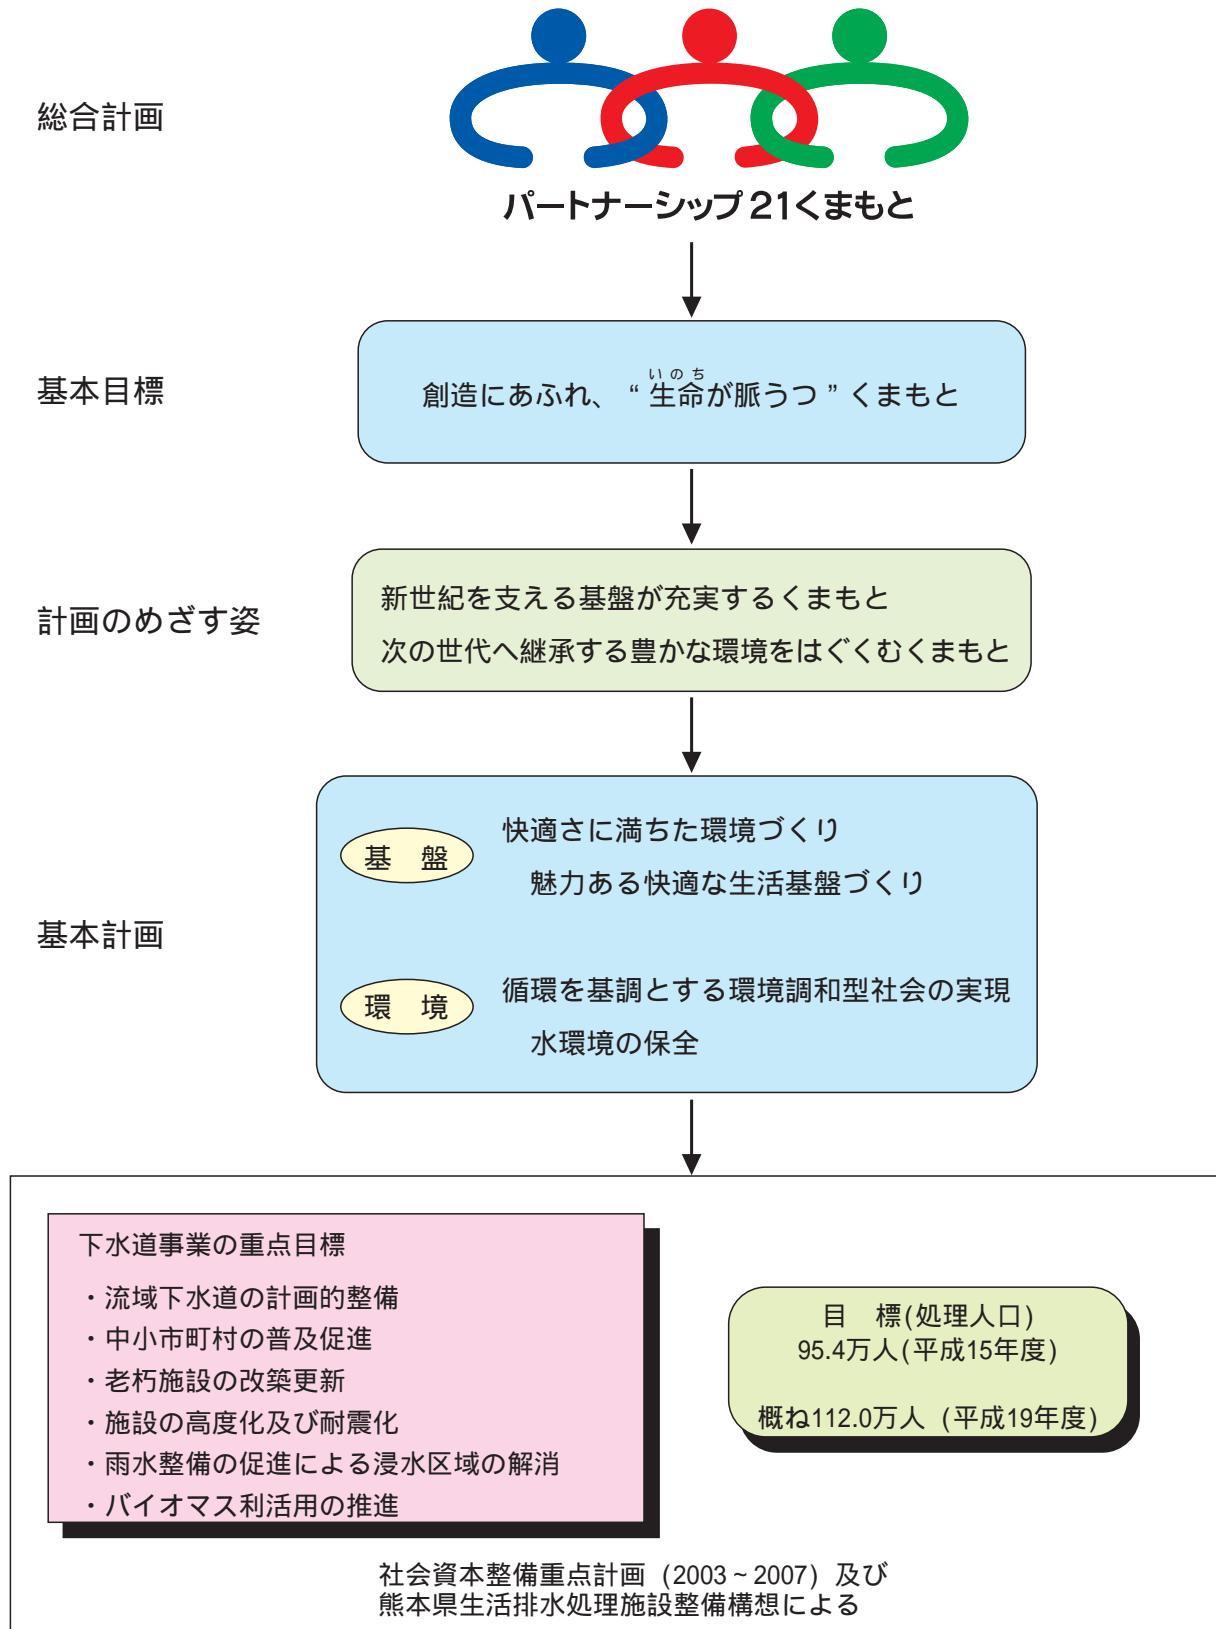 総合計画
パートナーシップ21くまもと
基本目標
いのち
創造にあふれ、“生命が脈うつ”くまもと
計画のめざす姿
新世紀を支える基盤が充実するくまもと
次の世代へ継承する豊かな環境をはぐくむくまもと
基本計画
基　盤
快適さに満ちた環境づくり
魅力ある快適な生活基盤づくり
環　境
循環を基調とする環境調和型社会の実現
水環境の保全
下水道事業の重点目標
・流域下水道の計画的整備
・中小市町村の普及促進
・老朽施設の改築更新
・施設の高度化及び耐震化
・雨水整備の促進による浸水区域の解消
・バイオマス利活用の推進
目　標(処理人口)
95.4万人(平成15年度)
概ね112.0万人 (平成19年度)
社会資本整備重点計画 (2003~2007) 及び
熊本県生活排水処理施設整備構想による